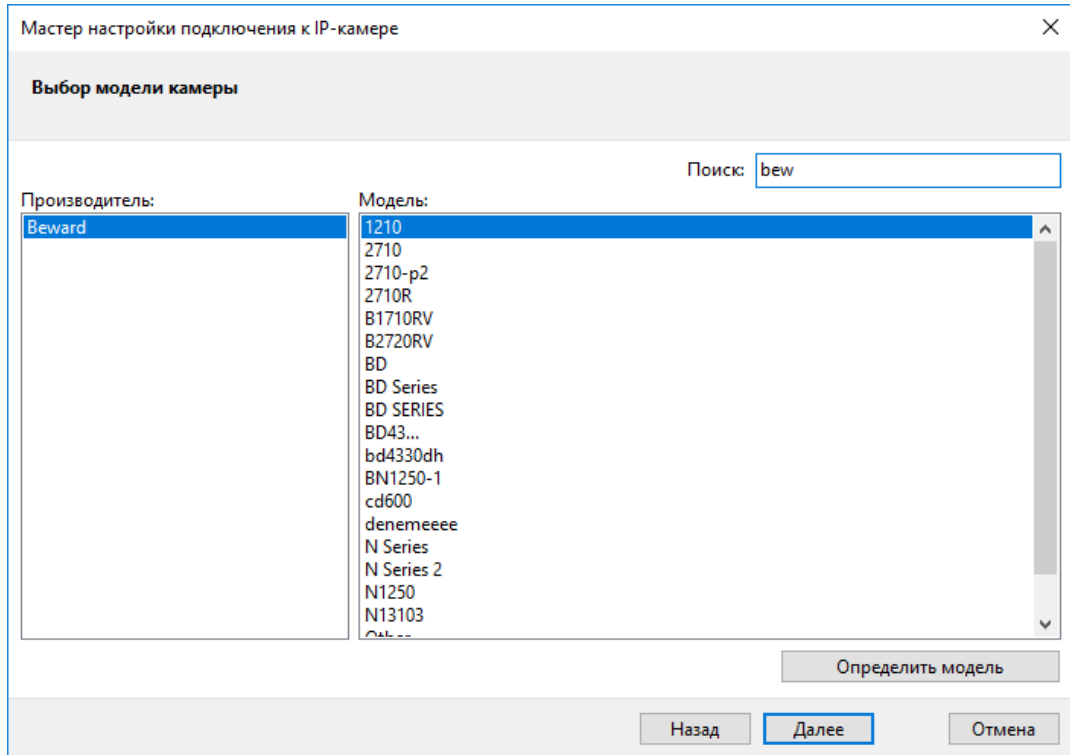 Мастер настройки подключения к IP-камере
Выбор модели камеры
Поиск: bew
Производитель:
Beward
Модель:
1210
2710
2710-p2
2710R
B1710RV
B2720RV
BD
BD Series
BD SERIES
BD43...
bd4330dh
BN1250-1
cd600
denemeeee
N Series
N Series 2
N1250
N13103
Определить модель
Назад
Далее
Отмена